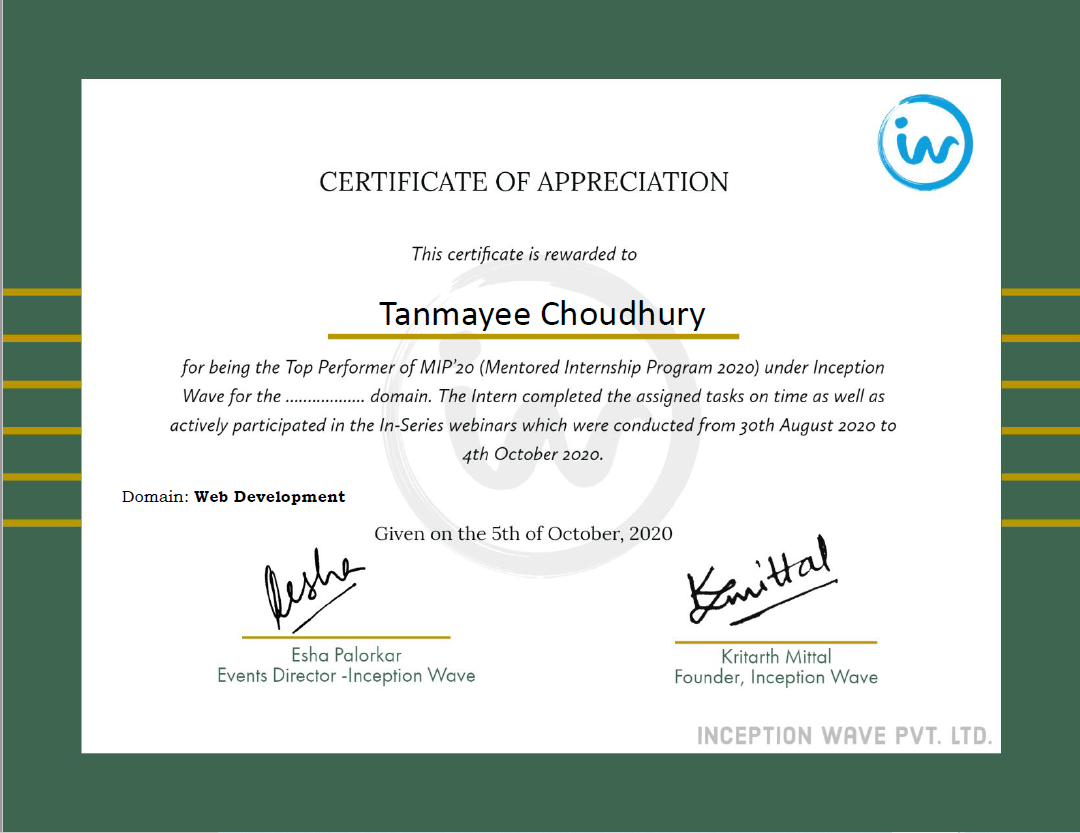 iw
CERTIFICATE OF APPRECIATION
This certificate is rewarded to
Tanmayee Choudhury
for being the Top Performer of MIP'20 (Mentored Internship Program 2020) under Inception
Wave for the .................. domain. The Intern completed the assigned tasks on time as well as
actively participated in the In-Series webinars which were conducted from 30th August 2020 to
4th October 2020.
Domain: Web Development
Given on the 5th of October, 2020
Aesha
Kmittal
Esha Palorkar
Events Director -Inception Wave
Kritarth Mittal
Founder, Inception Wave
INCEPTION WAVE PVT. LTD.